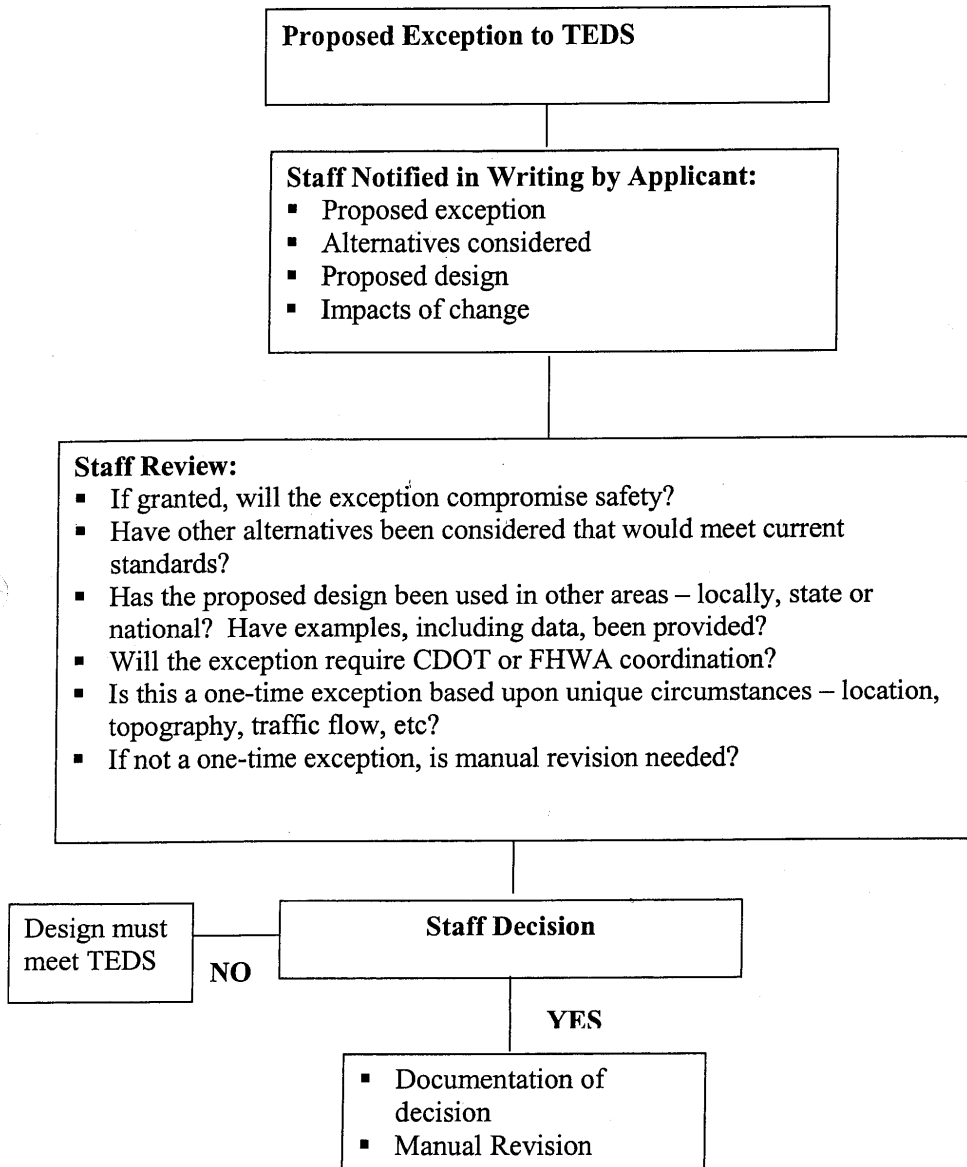 Proposed Exception to TEDS
Staff Notified in Writing by Applicant:
▪ Proposed exception
▪ Alternatives considered
▪ Proposed design
▪ Impacts of change
Staff Review:
▪ If granted, will the exception compromise safety?
▪ Have other alternatives been considered that would meet current
standards?
▪ Has the proposed design been used in other areas – locally, state or
national?  Have examples, including data, been provided?
▪ Will the exception require CDOT or FHWA coordination?
▪ Is this a one-time exception based upon unique circumstances – location,
topography, traffic flow, etc?
▪ If not a one-time exception, is manual revision needed?
Staff Decision
Design must
meet TEDS
NO
YES
▪ Documentation of
decision
▪ Manual Revision